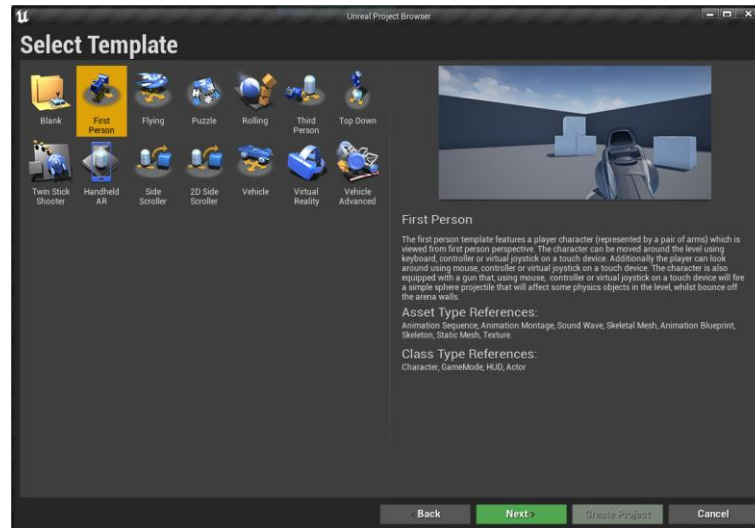 Unreal Project Browser
Select Template
Blank
First
Person
Flying
Puzzle
Rolling
Third
Person
Top Down
Twin Stick
Shooter
Handheld
AR
Side
Scroller
2D Side
Scroller
Vehicle
Virtual
Reality
Vehicle
Advanced
First Person
The first person template features a player character (represented by a pair of arms) which is
viewed from first person perspective. The character can be moved around the level using
keyboard, controller or virtual joystick on a touch device. Additionally the player can look
around using mouse, controller or virtual joystick on a touch device. The character is also
equipped with a gun that, using mouse, controller or virtual joystick on a touch device will fire
a simple sphere projectile that will affect some physics objects in the level, whilst bounce off
the arena walls.
Asset Type References:
Animation Sequence, Animation Montage, Sound Wave, Skeletal Mesh, Animation Blueprint,
Skeleton, Static Mesh, Texture.
Class Type References:
Character, GameMode, HUD, Actor
< Back
Next >
Create Project
Cancel